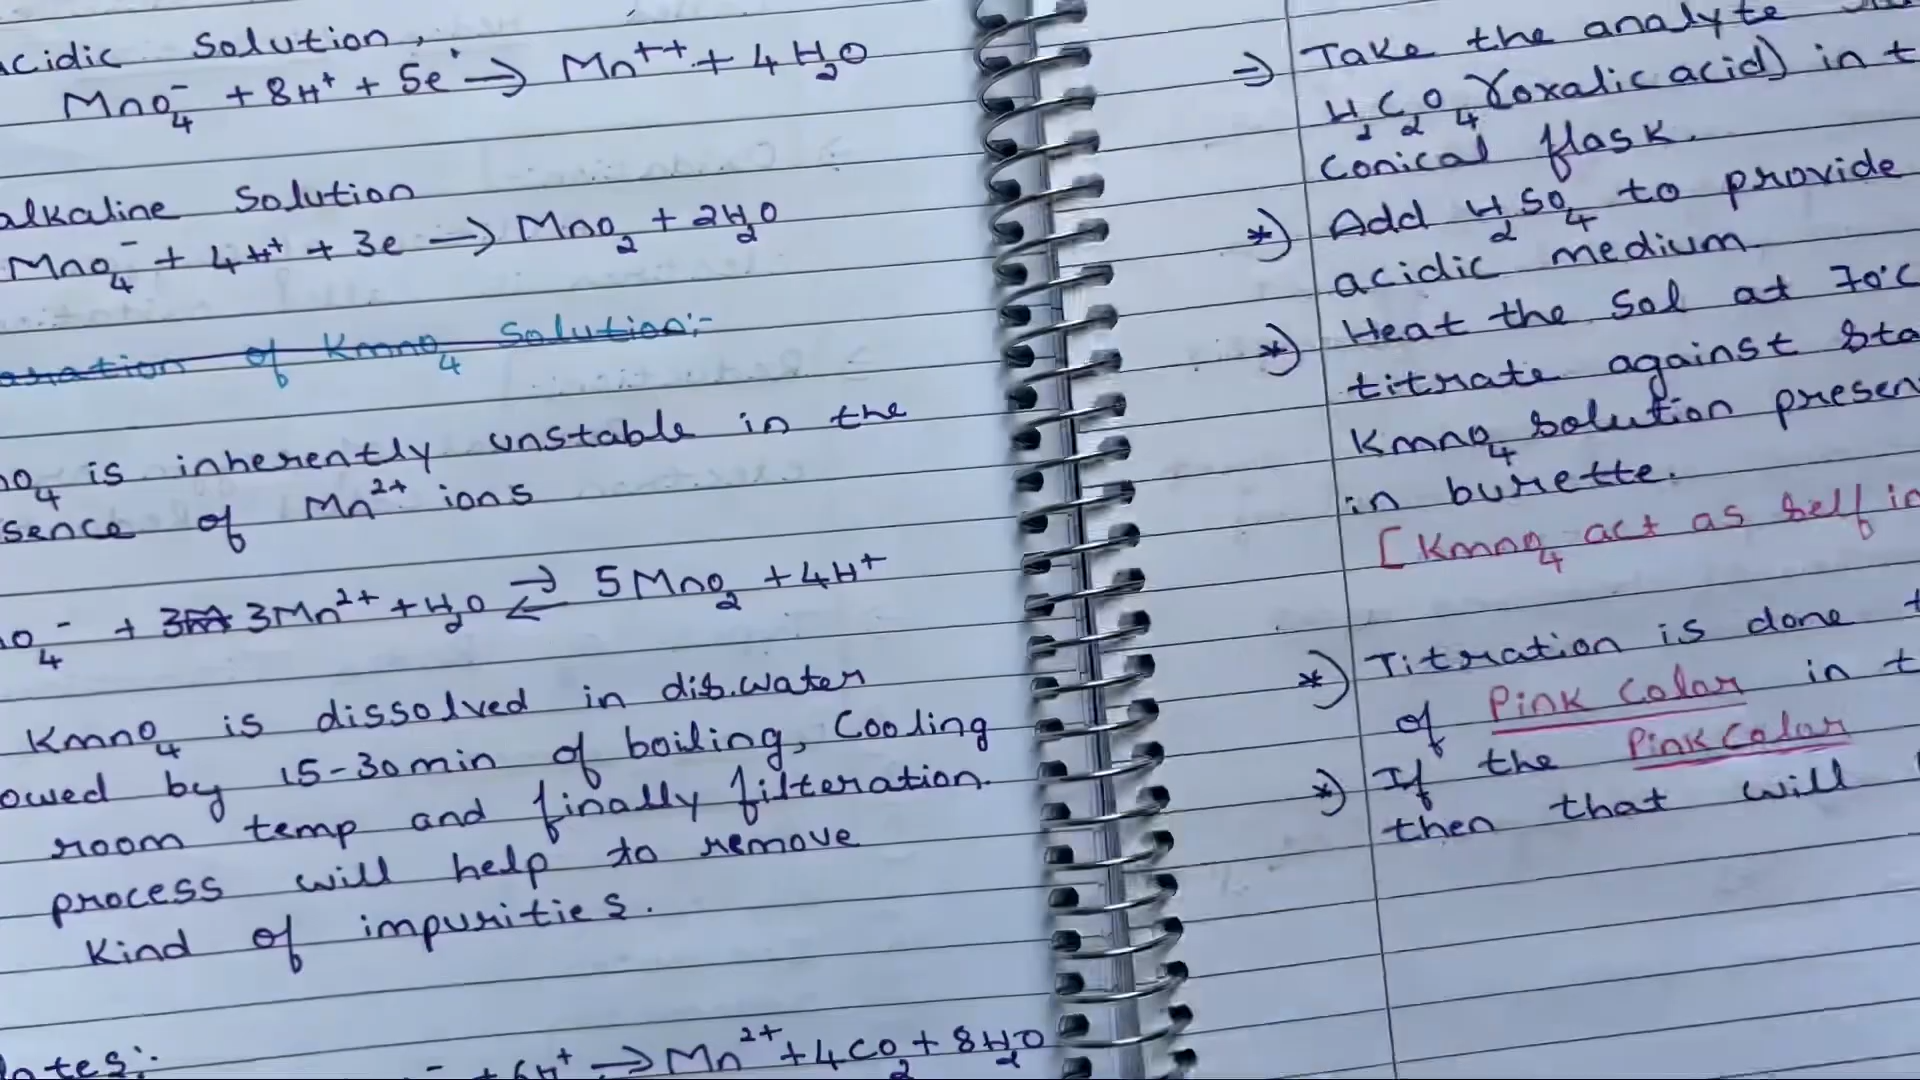 acidic Solution,
MnO4⁻ + 8H⁺ + 5e⁻ → Mn⁺⁺ + 4H2O
alkaline Solution
MnO4⁻ + 4H⁺ + 3e → MnO2 + 2H2O
of Kmno4 Solution:-
is inherently unstable in the
of Mn²⁺ ions
O4⁻ + 3M 3Mn²⁺ + H2O ⇌ 5MnO2 + 4H⁺
Kmno4 is dissolved in dis.water
by 15-30min of boiling, Cooling
room temp and finally filteration.
process will help to remove
Kind of impurities.
+ 6H⁺ → Mn²⁺ + 4CO2 + 8H2O
⇒ Take the analyte
H2C2O4 (oxalic acid) in
Conical flask.
*) Add H2SO4 to provide
acidic medium
*) Heat the Sol at 70°C
titrate against
Kmno4 solution
in burette.
[Kmno4 act as self
*) Titration is done
of Pink Color in
*) If the Pink Color
then that will